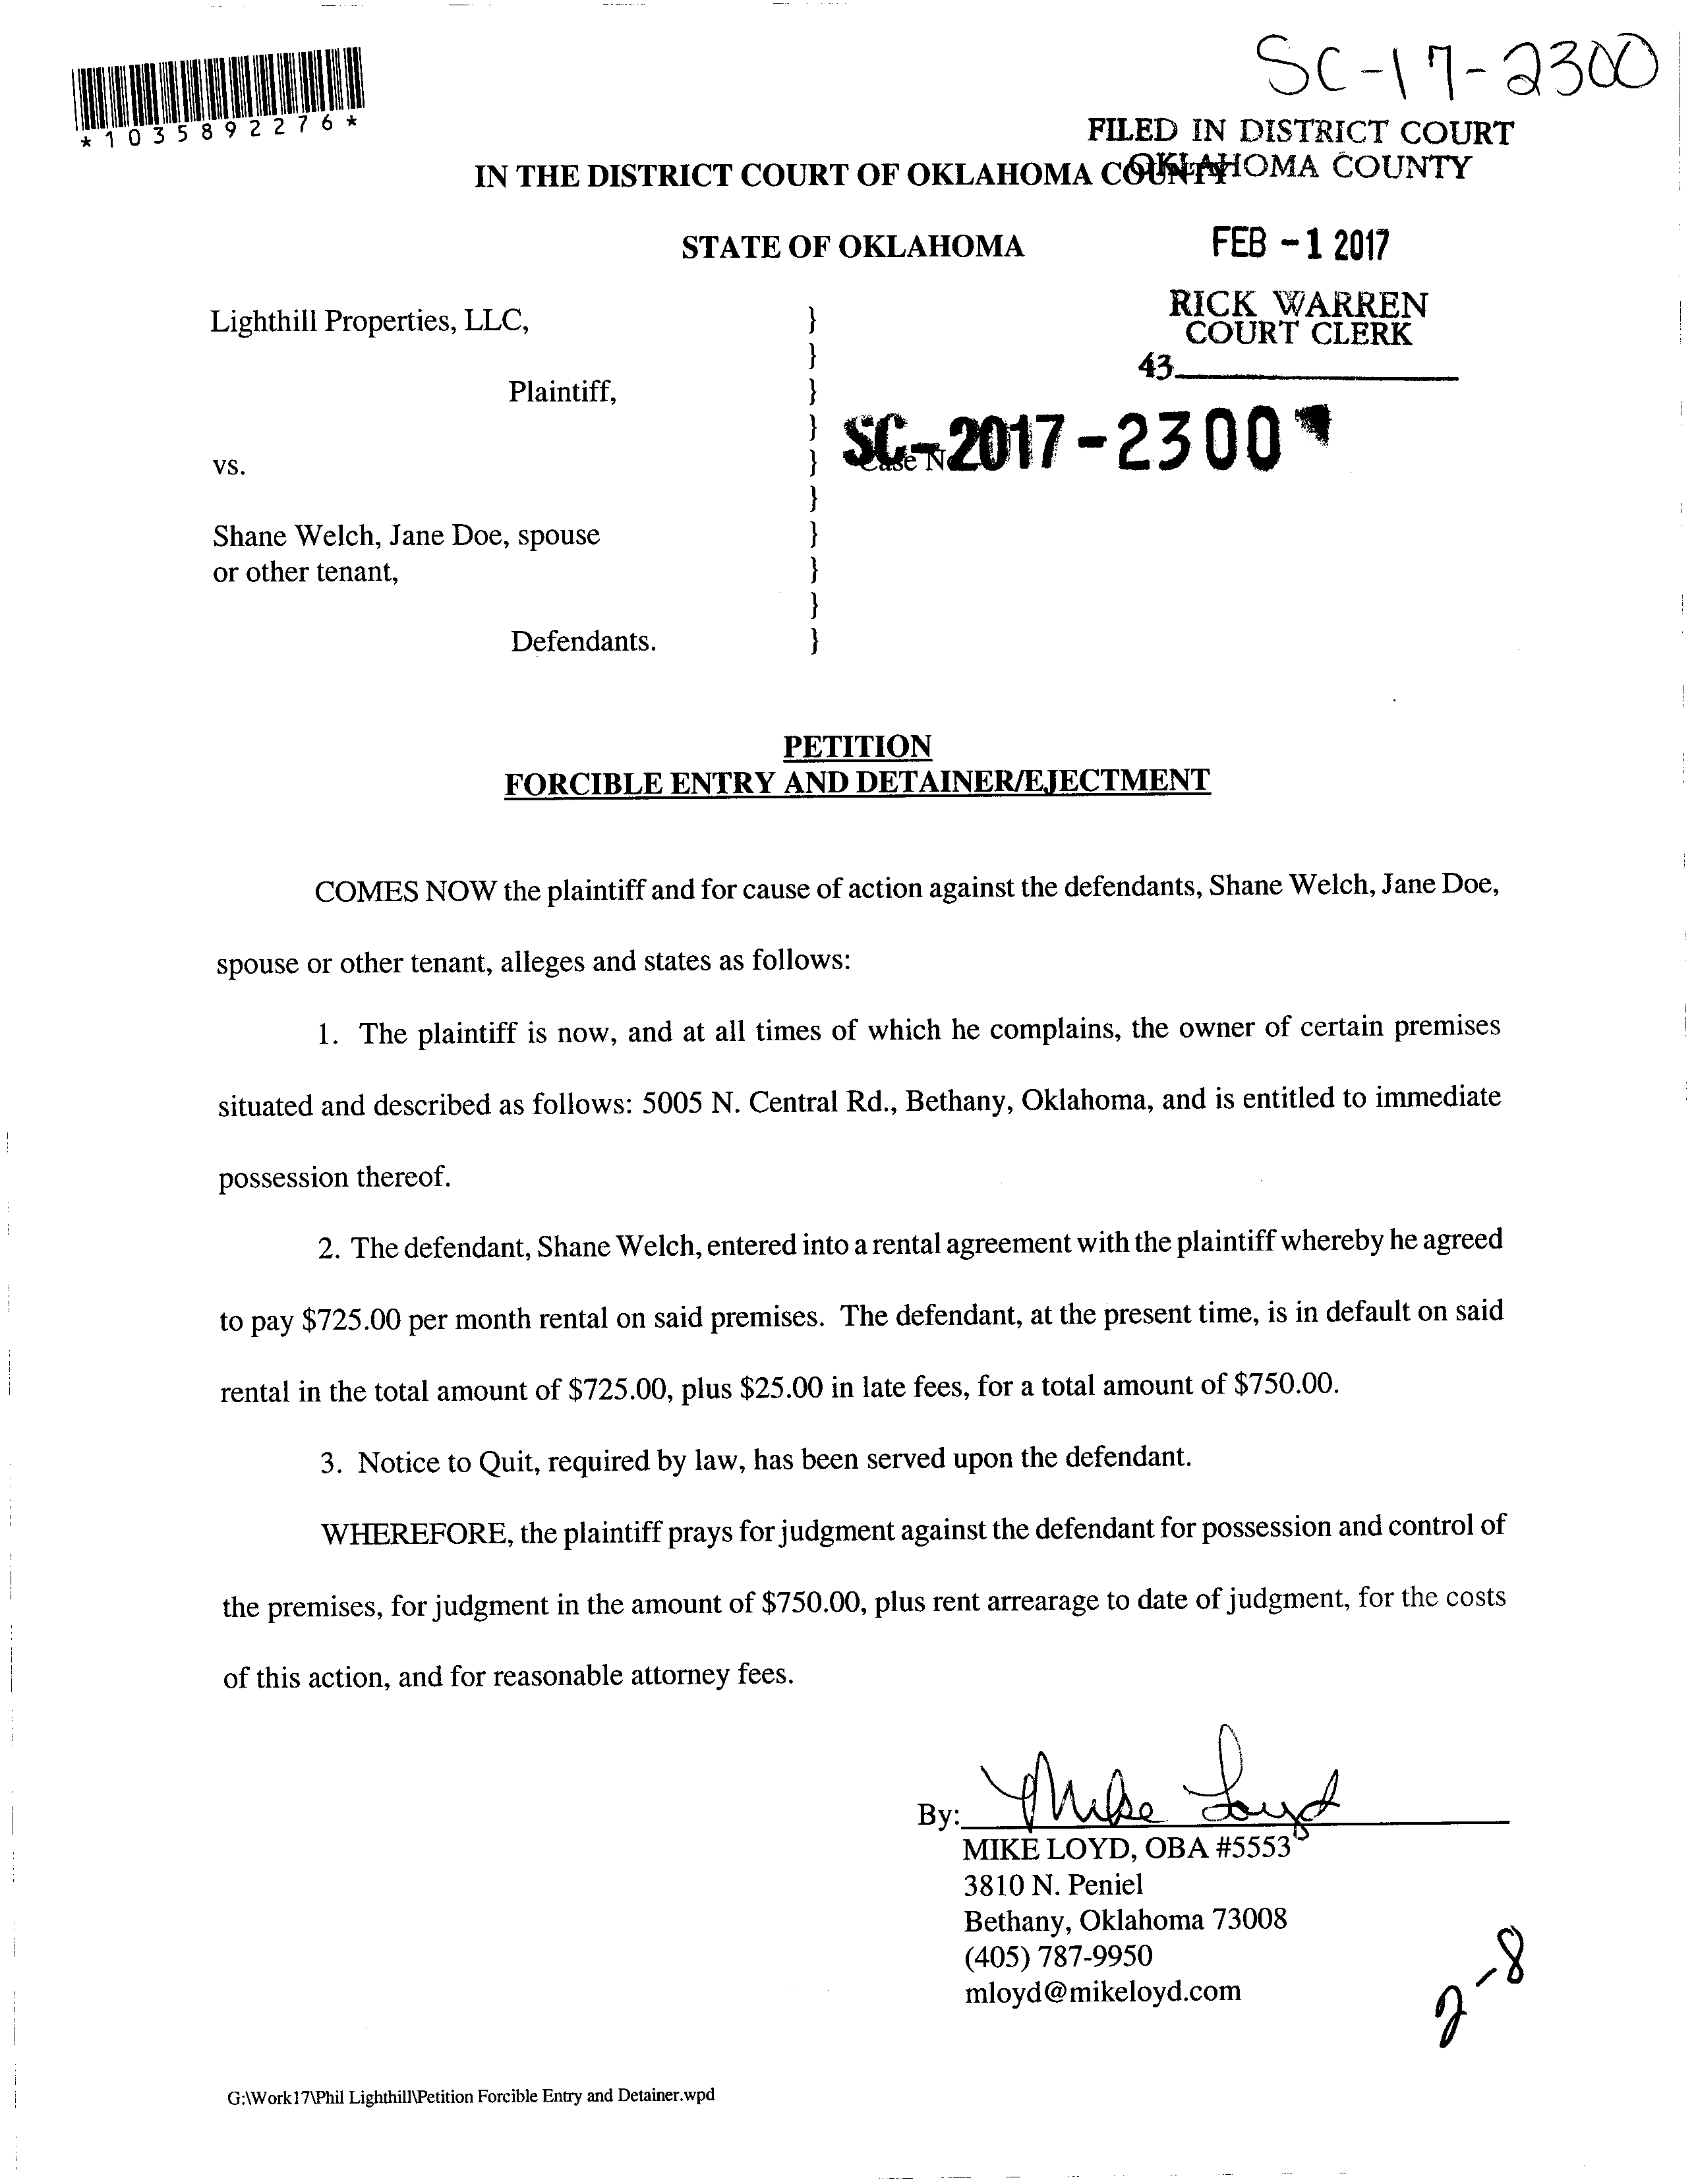 SC-17-2300
*1035892276*
FILED IN DISTRICT COURT
OKLAHOMA COUNTY
IN THE DISTRICT COURT OF OKLAHOMA COUNTY
STATE OF OKLAHOMA
FEB -1 2017
RICK WARREN
COURT CLERK
43
Lighthill Properties, LLC, }
}
Plaintiff, }
}
SC-2017-2300
vs. } Case No.
}
Shane Welch, Jane Doe, spouse }
or other tenant, }
}
Defendants. }
PETITION
FORCIBLE ENTRY AND DETAINER/EJECTMENT
COMES NOW the plaintiff and for cause of action against the defendants, Shane Welch, Jane Doe,
spouse or other tenant, alleges and states as follows:
1. The plaintiff is now, and at all times of which he complains, the owner of certain premises
situated and described as follows: 5005 N. Central Rd., Bethany, Oklahoma, and is entitled to immediate
possession thereof.
2. The defendant, Shane Welch, entered into a rental agreement with the plaintiff whereby he agreed
to pay $725.00 per month rental on said premises. The defendant, at the present time, is in default on said
rental in the total amount of $725.00, plus $25.00 in late fees, for a total amount of $750.00.
3. Notice to Quit, required by law, has been served upon the defendant.
WHEREFORE, the plaintiff prays for judgment against the defendant for possession and control of
the premises, for judgment in the amount of $750.00, plus rent arrearage to date of judgment, for the costs
of this action, and for reasonable attorney fees.
By: Mike Loyd
MIKE LOYD, OBA #5553
3810 N. Peniel
Bethany, Oklahoma 73008
(405) 787-9950
mloyd@mikeloyd.com
2-8
G:\Work17\Phil Lighthill\Petition Forcible Entry and Detainer.wpd